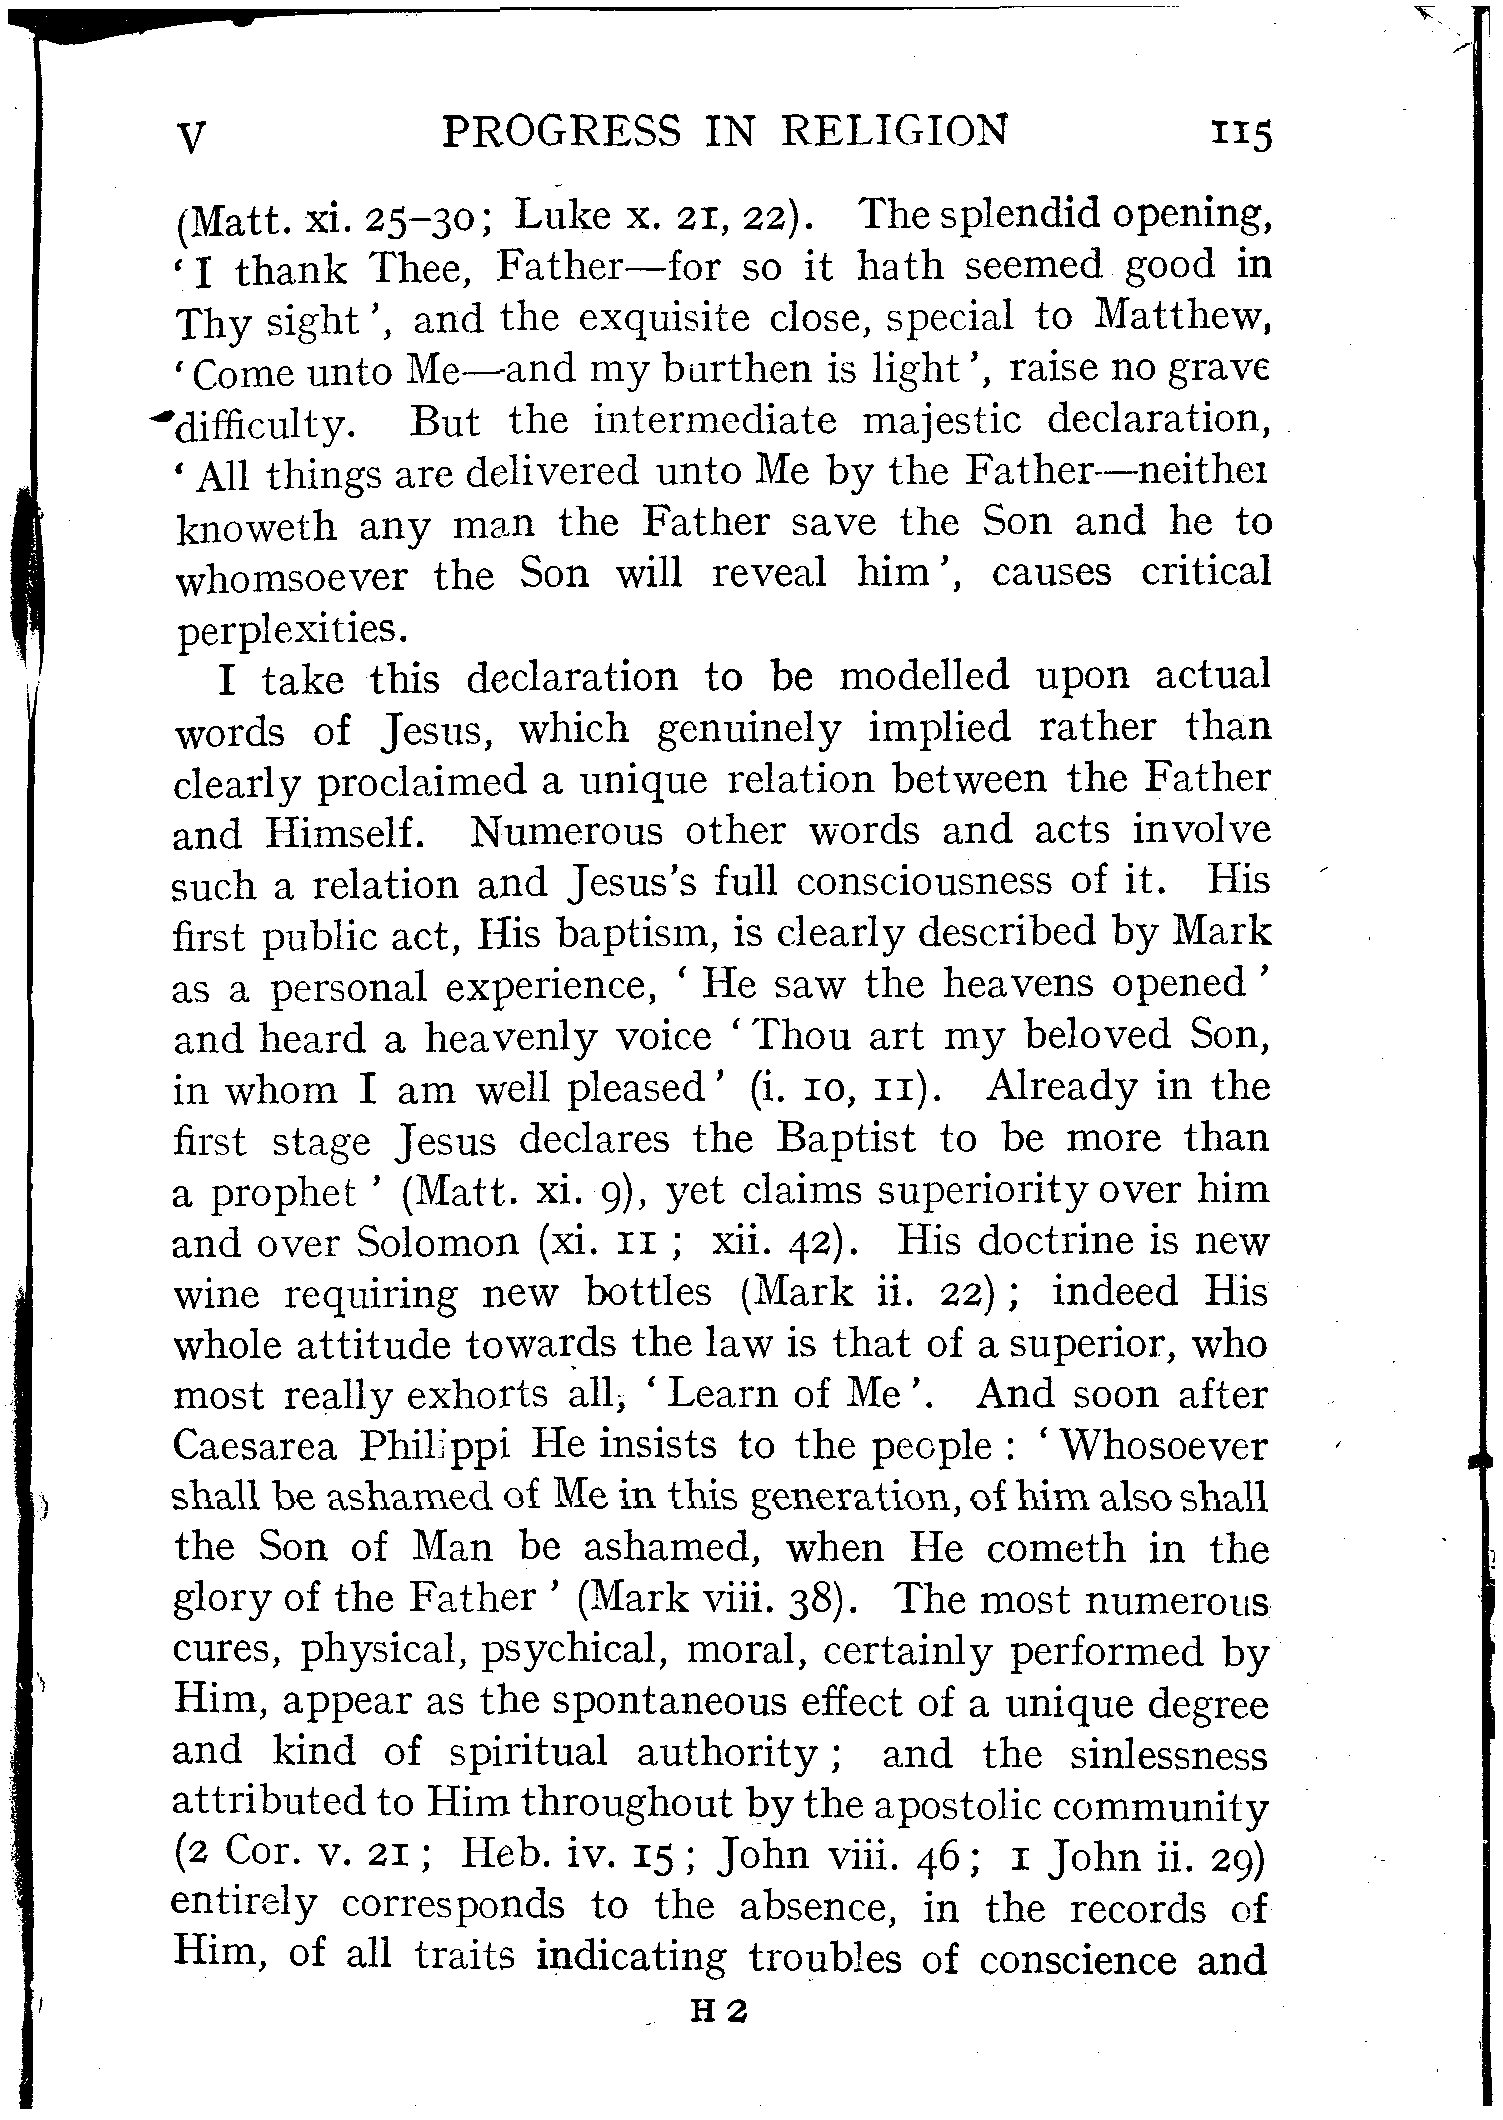 V PROGRESS IN RELIGION 115
(Matt. xi. 25–30; Luke x. 21, 22). The splendid opening,
‘ I thank Thee, Father—for so it hath seemed good in
Thy sight ’, and the exquisite close, special to Matthew,
‘ Come unto Me—and my burthen is light ’, raise no grave
difficulty. But the intermediate majestic declaration,
‘ All things are delivered unto Me by the Father—neither
knoweth any man the Father save the Son and he to
whomsoever the Son will reveal him ’, causes critical
perplexities.
I take this declaration to be modelled upon actual
words of Jesus, which genuinely implied rather than
clearly proclaimed a unique relation between the Father
and Himself. Numerous other words and acts involve
such a relation and Jesus’s full consciousness of it. His
first public act, His baptism, is clearly described by Mark
as a personal experience, ‘ He saw the heavens opened ’
and heard a heavenly voice ‘ Thou art my beloved Son,
in whom I am well pleased ’ (i. 10, 11). Already in the
first stage Jesus declares the Baptist to be more than
a prophet ’ (Matt. xi. 9), yet claims superiority over him
and over Solomon (xi. 11 ; xii. 42). His doctrine is new
wine requiring new bottles (Mark ii. 22) ; indeed His
whole attitude towards the law is that of a superior, who
most really exhorts all, ‘ Learn of Me ’. And soon after
Caesarea Philippi He insists to the people : ‘ Whosoever
shall be ashamed of Me in this generation, of him also shall
the Son of Man be ashamed, when He cometh in the
glory of the Father ’ (Mark viii. 38). The most numerous
cures, physical, psychical, moral, certainly performed by
Him, appear as the spontaneous effect of a unique degree
and kind of spiritual authority ; and the sinlessness
attributed to Him throughout by the apostolic community
(2 Cor. v. 21 ; Heb. iv. 15 ; John viii. 46 ; 1 John ii. 29)
entirely corresponds to the absence, in the records of
Him, of all traits indicating troubles of conscience and
H 2